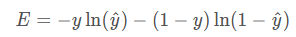 E = −y ln(ŷ) − (1 − y) ln(1 − ŷ)